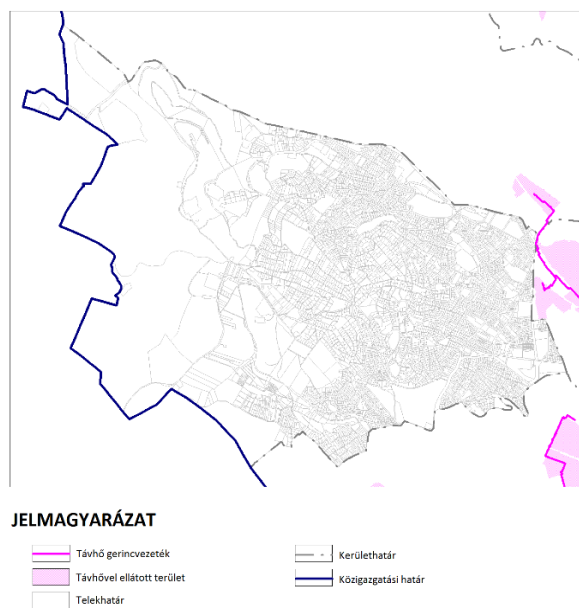 JELMAGYARÁZAT
Távhő gerincvezeték
Távhővel ellátott terület
Telekhatár
Kerülethatár
Közigazgatási határ